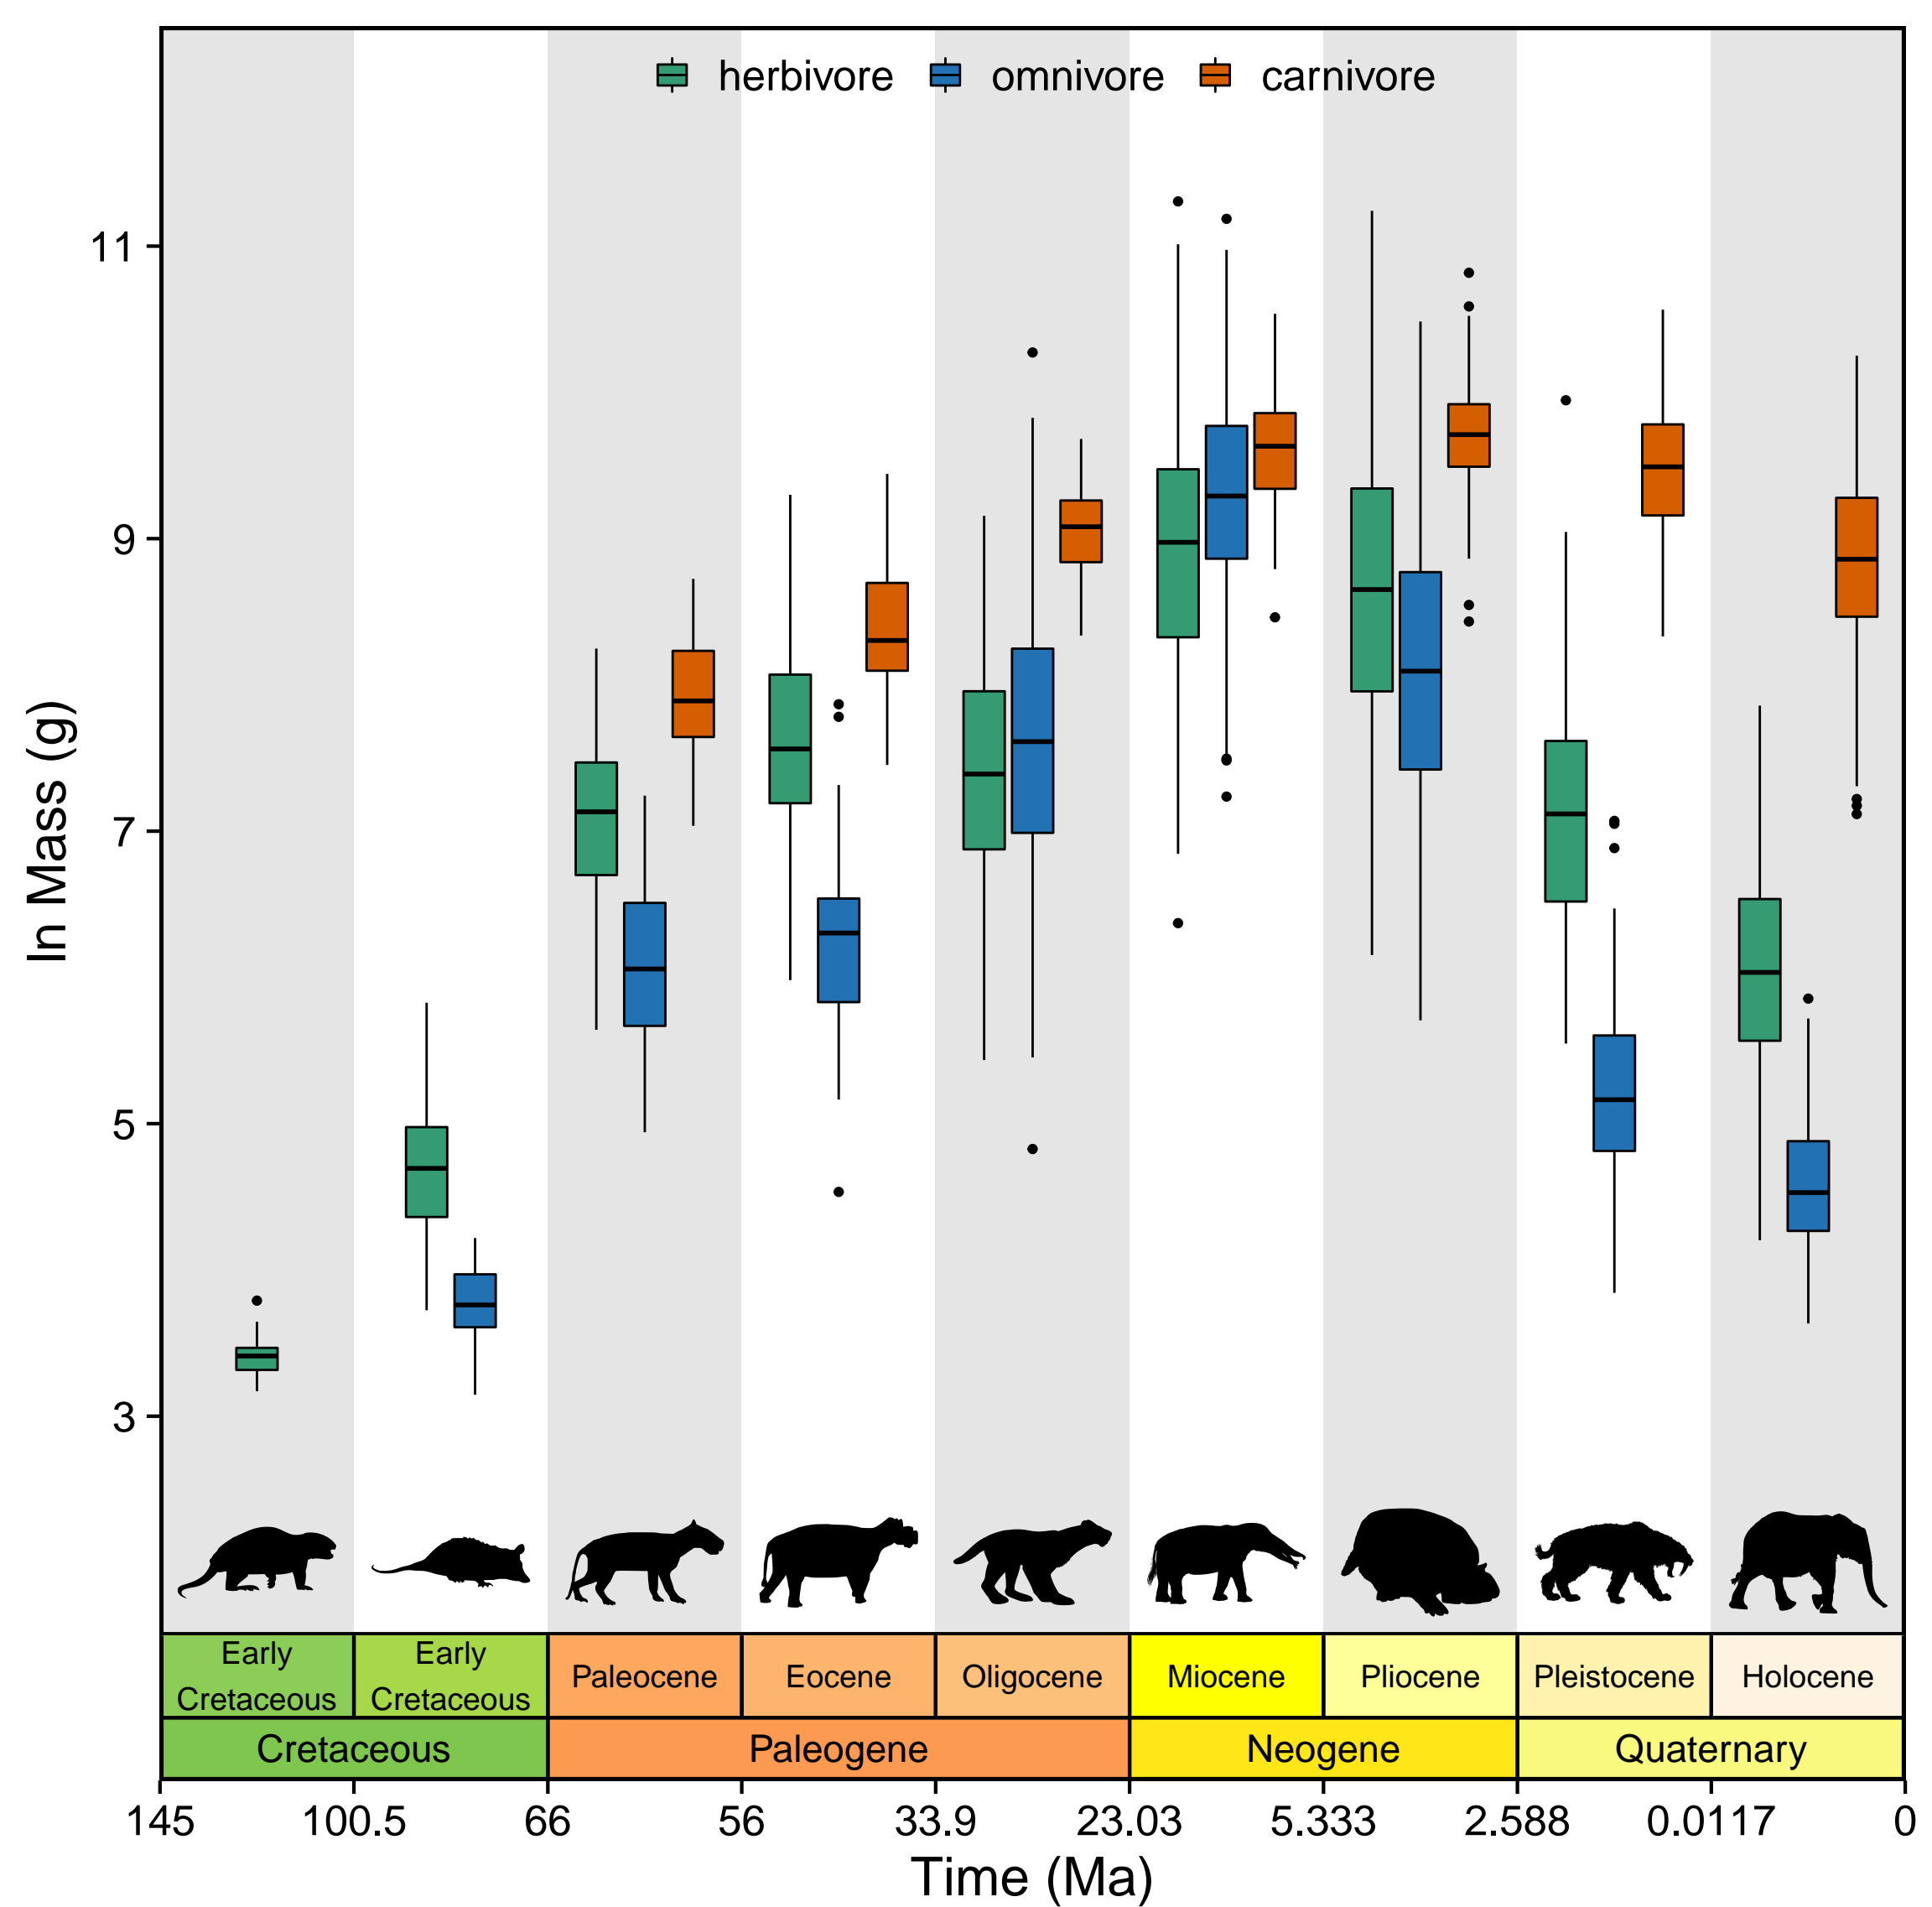 herbivore omnivore carnivore
11
9
7
5
3
ln Mass (g)
Early Cretaceous
Early Cretaceous
Paleocene
Eocene
Oligocene
Miocene
Pliocene
Pleistocene
Holocene
Cretaceous
Paleogene
Neogene
Quaternary
145 100.5 66 56 33.9 23.03 5.333 2.588 0.0117 0
Time (Ma)